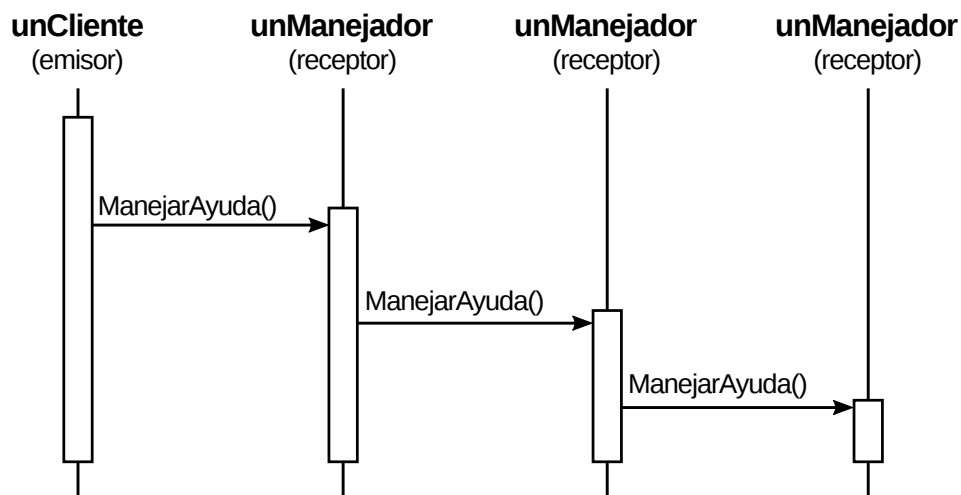 unCliente
(emisor)
unManejador
(receptor)
unManejador
(receptor)
unManejador
(receptor)
ManejarAyuda()
ManejarAyuda()
ManejarAyuda()